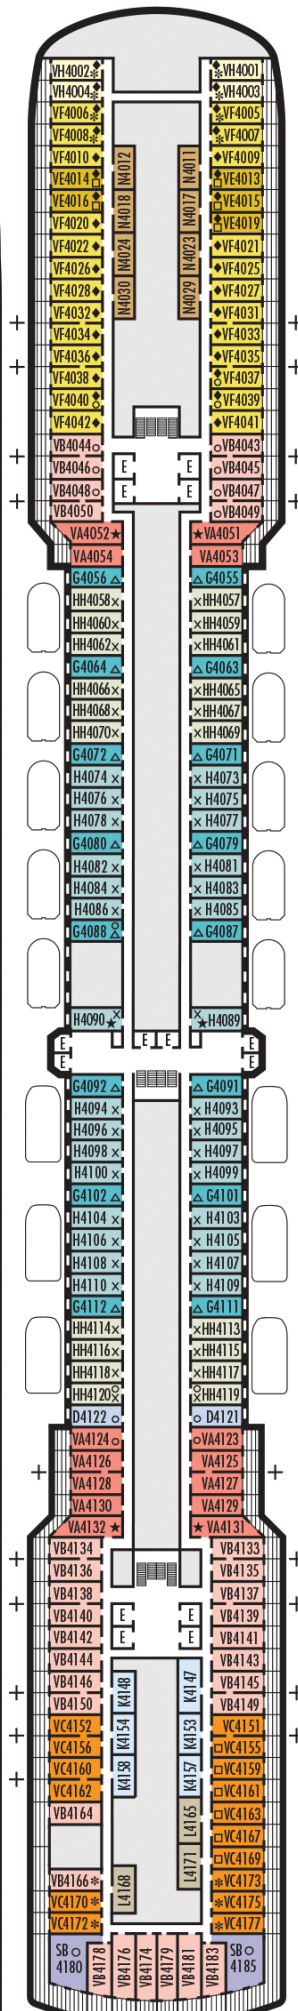 VH4002✱ VH4001
VH4004✱ VH4003
VF4006✱ VF4005
VF4008✱ VF4007
VF4010 N4012 N4011 VF4009
VE4014 VE4013
VE4016 N4018 N4017 VE4015
VF4020 VE4019
VF4022 N4024 N4023 VF4021
VF4026 VF4025
VF4028 N4030 N4029 VF4027
VF4032 VF4031
VF4034 VF4033
VF4036 VF4035
VF4038 VF4037
VF4040 VF4039
VF4042 VF4041
VB4044 VB4043
VB4046 E E VB4045
VB4048 E E VB4047
VB4050 VB4049
VA4052★ ★VA4051
VA4054 VA4053
G4056△ △G4055
HH4058× ×HH4057
HH4060× ×HH4059
HH4062× ×HH4061
G4064△ △G4063
HH4066× ×HH4065
HH4068× ×HH4067
HH4070× ×HH4069
G4072△ △G4071
H4074× ×H4073
H4076× ×H4075
H4078× ×H4077
G4080△ △G4079
H4082× ×H4081
H4084× ×H4083
H4086× ×H4085
G4088△ △G4087
H4090×★ ×★H4089
E E E E
E E
G4092△ △G4091
H4094× ×H4093
H4096× ×H4095
H4098× ×H4097
H4100× ×H4099
G4102△ △G4101
H4104× ×H4103
H4106× ×H4105
H4108× ×H4107
H4110× ×H4109
G4112△ △G4111
HH4114× ×HH4113
HH4116× ×HH4115
HH4118× ×HH4117
HH4120× ×HH4119
D4122 D4121
VA4124 VA4123
VA4126 VA4125
VA4128 VA4127
VA4130 VA4129
VA4132★ ★VA4131
VB4134 VB4133
VB4136 VB4135
VB4138 VB4137
VB4140 E E VB4139
VB4142 E E VB4141
VB4144 VB4143
VB4146 K4148 K4147 VB4145
VB4150 VB4149
VC4152 K4154 K4153 VC4151
VC4156 VC4155
VC4160 K4158 K4157 VC4159
VC4162 VC4161
VB4164 L4165 VC4163
VC4167
L4171 VC4169
VB4166✱ L4168 ✱VC4173
VC4170✱ ✱VC4175
VC4172✱ ✱VC4177
SB 4180 VB4178 VB4176 VB4174 VB4179 VB4181 VB4183 SB 4185